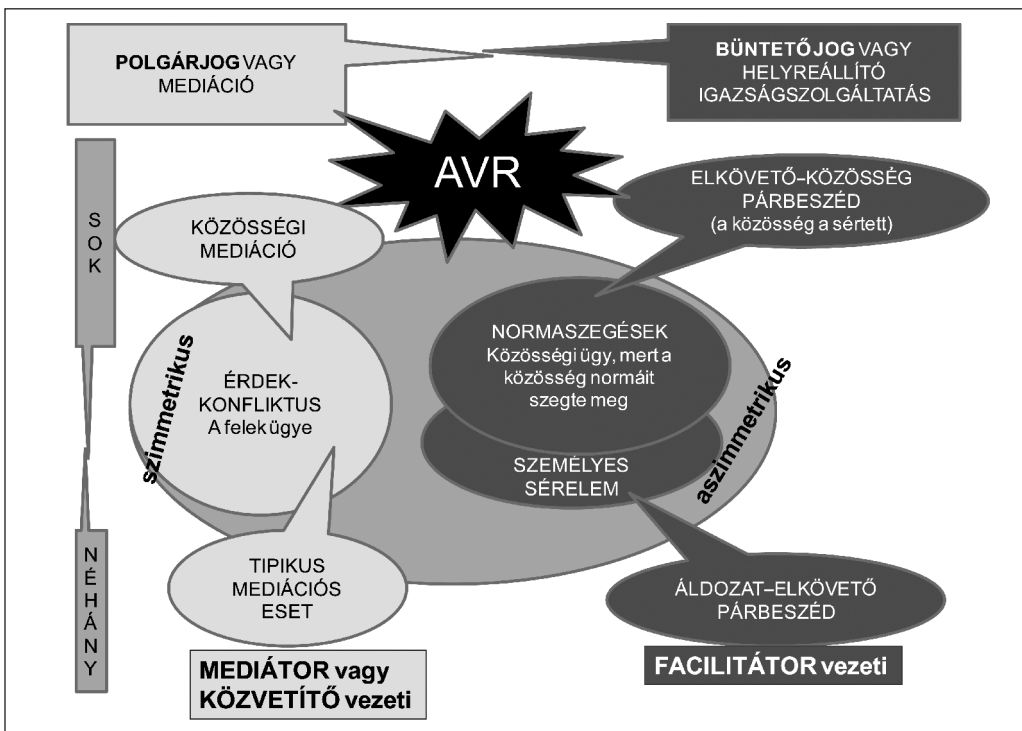 POLGÁRJOG VAGY
MEDIÁCIÓ
BÜNTETŐJOG VAGY
HELYREÁLLÍTÓ
IGAZSÁGSZOLGÁLTATÁS
AVR
SOK
KÖZÖSSÉGI
MEDIÁCIÓ
ELKÖVETŐ–KÖZÖSSÉG
PÁRBESZÉD
(a közösség a sértett)
szimmetrikus
ÉRDEK-
KONFLIKTUS
A felek ügye
NORMASZEGÉSEK
Közösségi ügy, mert a
közösség normáit
szegte meg
SZEMÉLYES
SÉRELEM
aszimmetrikus
NÉHÁNY
TIPIKUS
MEDIÁCIÓS
ESET
ÁLDOZAT–ELKÖVETŐ
PÁRBESZÉD
MEDIÁTOR vagy
KÖZVETÍTŐ vezeti
FACILITÁTOR vezeti